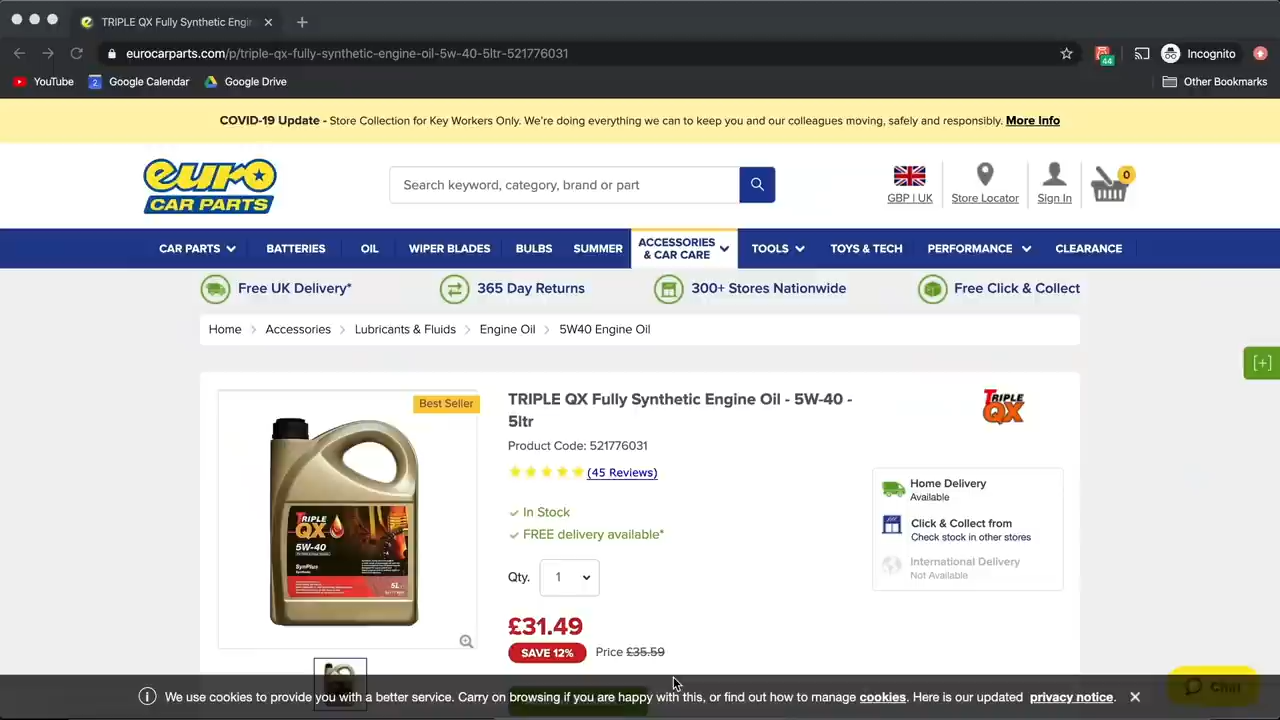 TRIPLE QX Fully Synthetic Engin
eurocarparts.com/p/triple-qx-fully-synthetic-engine-oil-5w-40-5ltr-521776031
44
Incognito
YouTube
2 Google Calendar
Google Drive
Other Bookmarks
COVID-19 Update - Store Collection for Key Workers Only. We're doing everything we can to keep you and our colleagues moving, safely and responsibly. More Info
euro
CAR PARTS
Search keyword, category, brand or part
GBP | UK
Store Locator
Sign In
0
CAR PARTS
BATTERIES
OIL
WIPER BLADES
BULBS
SUMMER
ACCESSORIES
& CAR CARE
TOOLS
TOYS & TECH
PERFORMANCE
CLEARANCE
Free UK Delivery*
365 Day Returns
300+ Stores Nationwide
Free Click & Collect
Home > Accessories > Lubricants & Fluids > Engine Oil > 5W40 Engine Oil
[+]
Best Seller
TRIPLE QX
5W-40
SynPlus
5L
TRIPLE QX Fully Synthetic Engine Oil - 5W-40 -
5ltr
Product Code: 521776031
(45 Reviews)
In Stock
FREE delivery available*
Qty. 1
£31.49
SAVE 12% Price £35.59
TRIPLE
QX
Home Delivery
Available
Click & Collect from
Check stock in other stores
International Delivery
Not Available
We use cookies to provide you with a better service. Carry on browsing if you are happy with this, or find out how to manage cookies. Here is our updated privacy notice.
Chat